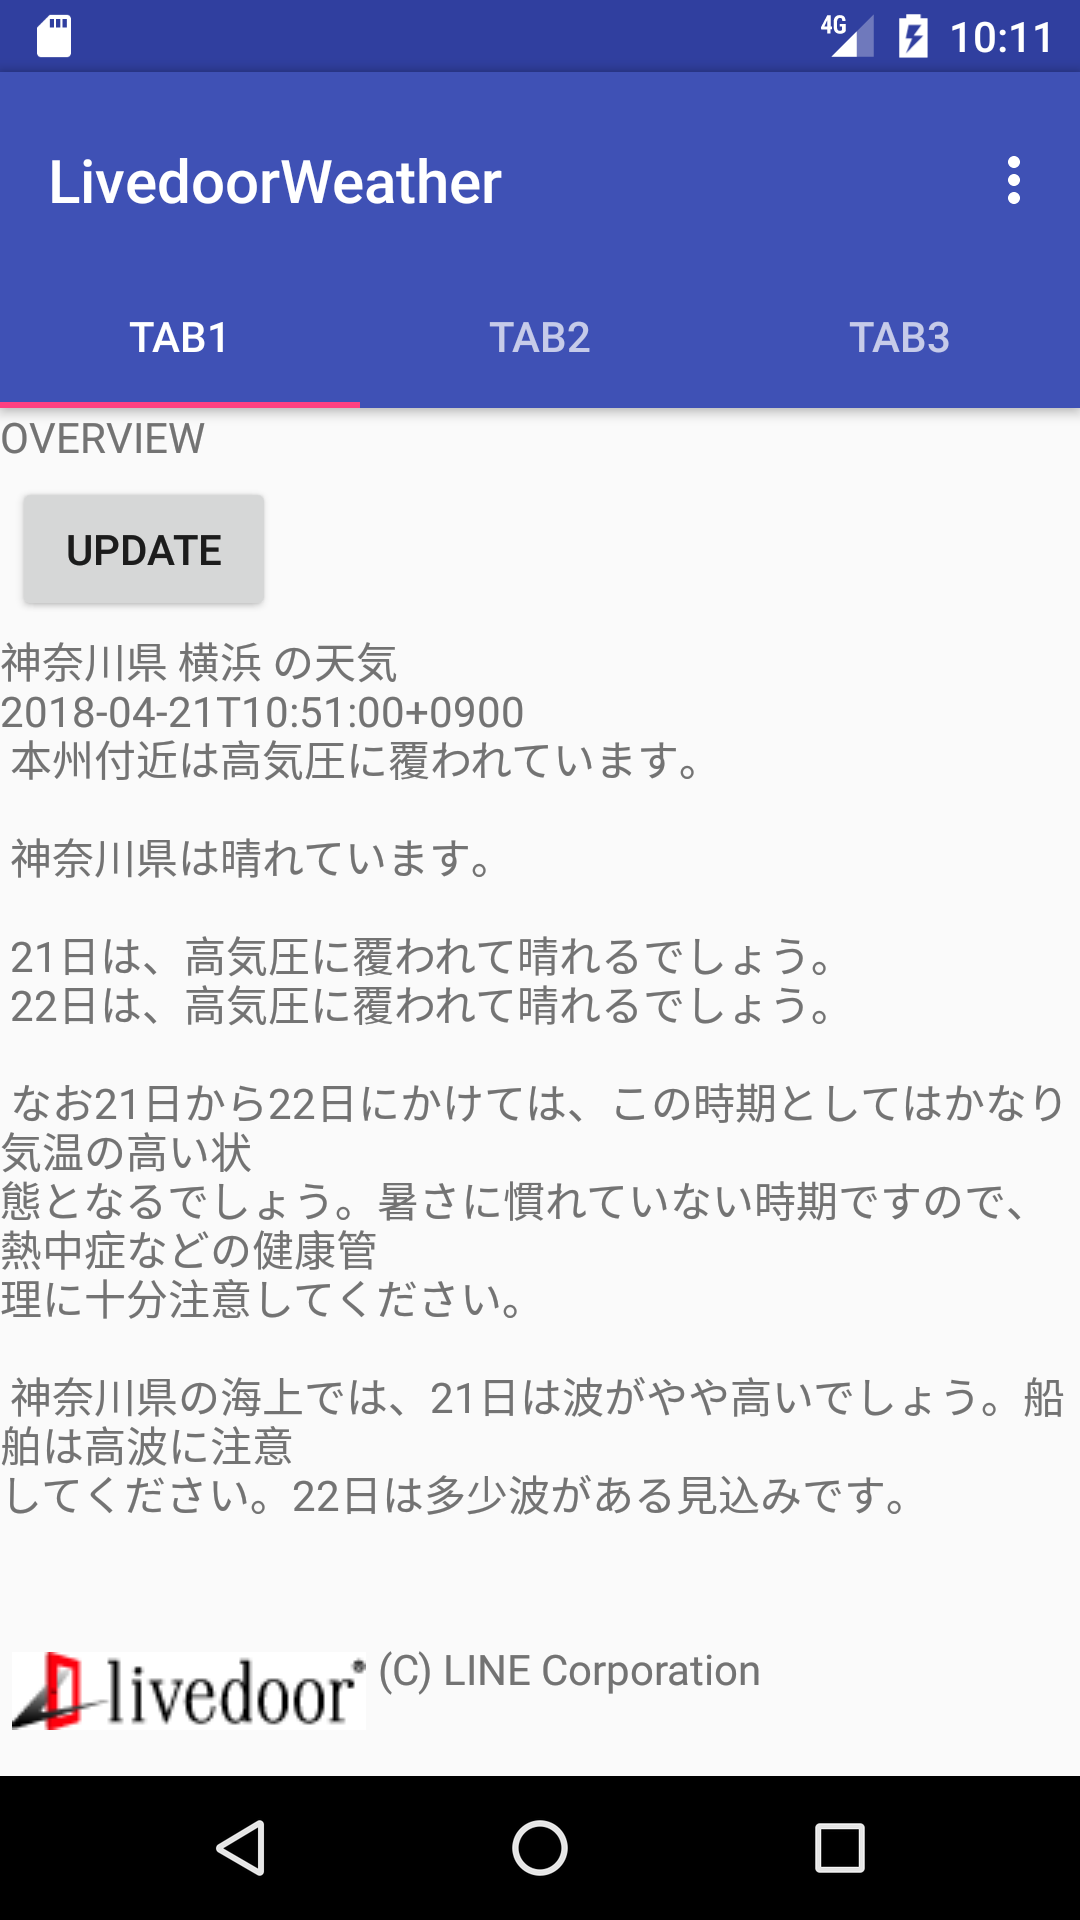 4G 10:11
LivedoorWeather
TAB1 TAB2 TAB3
OVERVIEW
UPDATE
神奈川県 横浜 の天気
2018-04-21T10:51:00+0900
本州付近は高気圧に覆われています。
神奈川県は晴れています。
21日は、高気圧に覆われて晴れるでしょう。
22日は、高気圧に覆われて晴れるでしょう。
なお21日から22日にかけては、この時期としてはかなり
気温の高い状
態となるでしょう。暑さに慣れていない時期ですので、
熱中症などの健康管
理に十分注意してください。
神奈川県の海上では、21日は波がやや高いでしょう。船
舶は高波に注意
してください。22日は多少波がある見込みです。
livedoor® (C) LINE Corporation